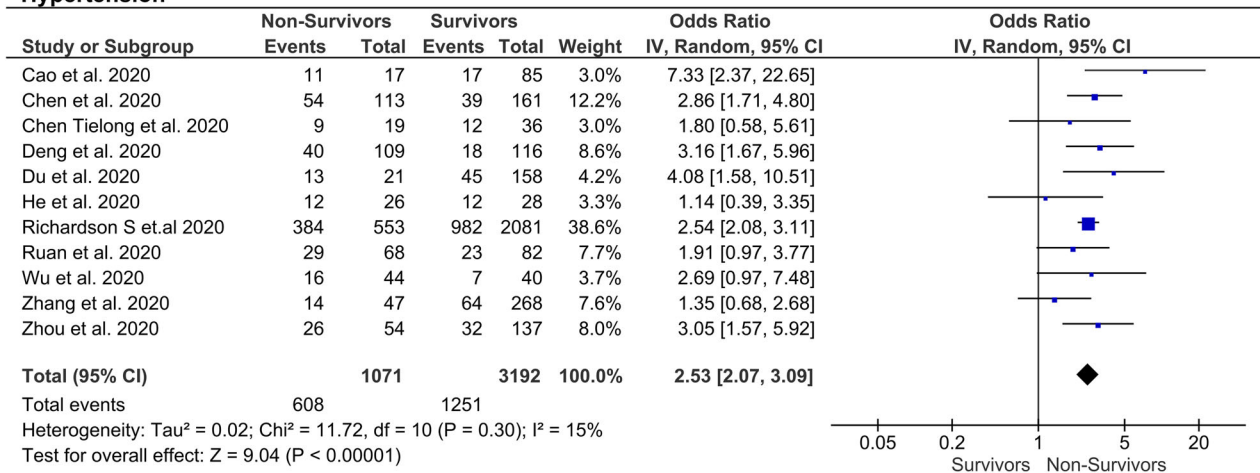 Hypertension
Non-Survivors Survivors Odds Ratio Odds Ratio
Study or Subgroup Events Total Events Total Weight IV, Random, 95% CI IV, Random, 95% CI
Cao et al. 2020 11 17 17 85 3.0% 7.33 [2.37, 22.65]
Chen et al. 2020 54 113 39 161 12.2% 2.86 [1.71, 4.80]
Chen Tielong et al. 2020 9 19 12 36 3.0% 1.80 [0.58, 5.61]
Deng et al. 2020 40 109 18 116 8.6% 3.16 [1.67, 5.96]
Du et al. 2020 13 21 45 158 4.2% 4.08 [1.58, 10.51]
He et al. 2020 12 26 12 28 3.3% 1.14 [0.39, 3.35]
Richardson S et.al 2020 384 553 982 2081 38.6% 2.54 [2.08, 3.11]
Ruan et al. 2020 29 68 23 82 7.7% 1.91 [0.97, 3.77]
Wu et al. 2020 16 44 7 40 3.7% 2.69 [0.97, 7.48]
Zhang et al. 2020 14 47 64 268 7.6% 1.35 [0.68, 2.68]
Zhou et al. 2020 26 54 32 137 8.0% 3.05 [1.57, 5.92]
Total (95% CI) 1071 3192 100.0% 2.53 [2.07, 3.09]
Total events 608 1251
Heterogeneity: Tau² = 0.02; Chi² = 11.72, df = 10 (P = 0.30); I² = 15%
Test for overall effect: Z = 9.04 (P < 0.00001)
0.05 0.2 1 5 20
Survivors Non-Survivors